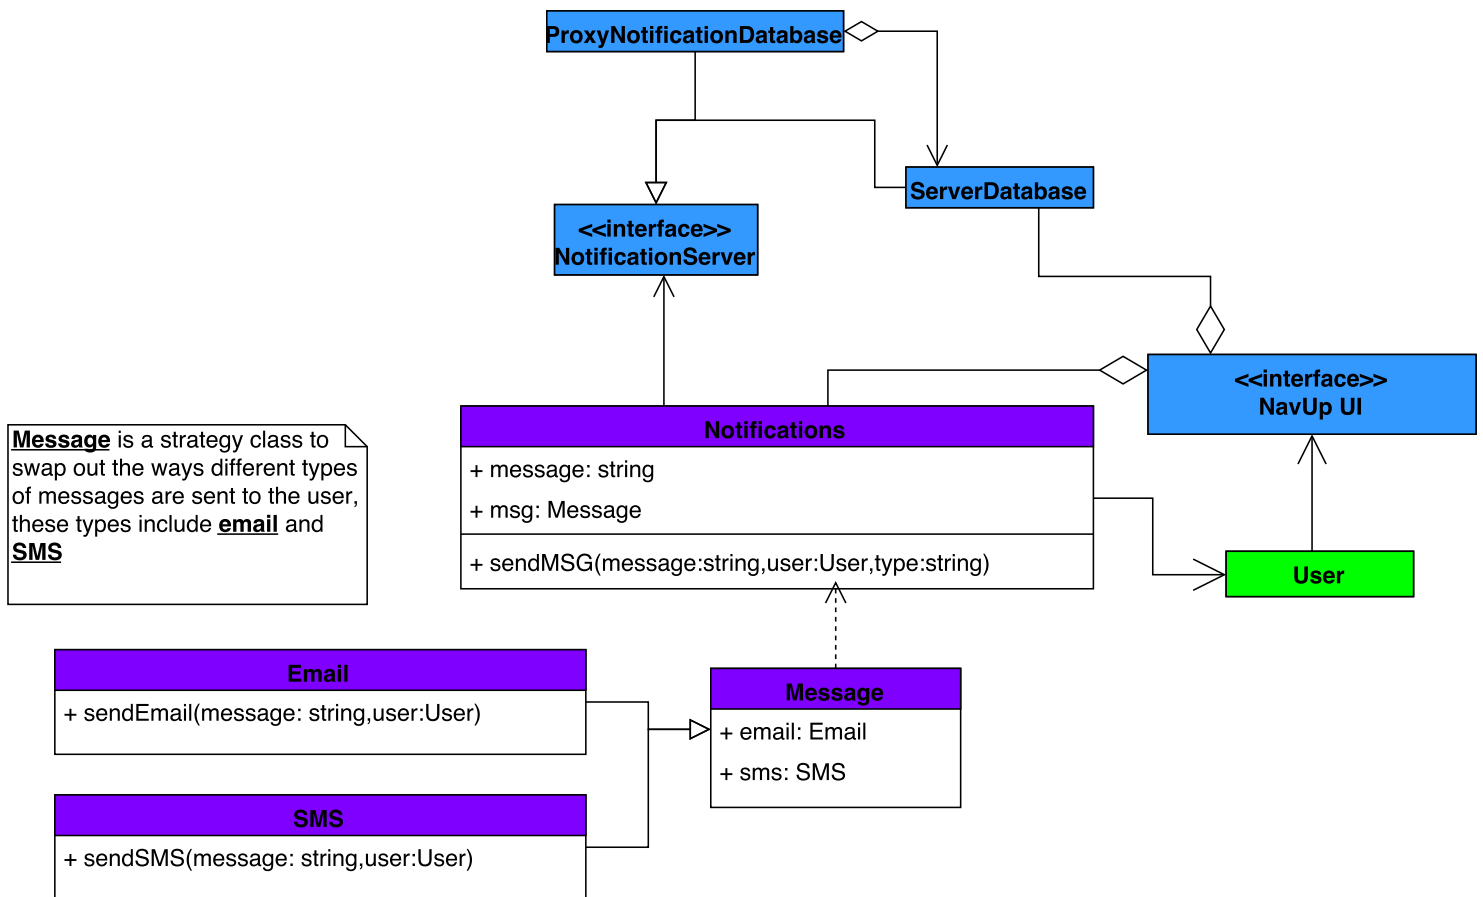 ProxyNotificationDatabase
ServerDatabase
<<interface>>
NotificationServer
<<interface>>
NavUp UI
Notifications
+ message: string
+ msg: Message
+ sendMSG(message:string,user:User,type:string)
Message is a strategy class to
swap out the ways different types
of messages are sent to the user,
these types include email and
SMS
User
Email
+ sendEmail(message: string,user:User)
Message
+ email: Email
+ sms: SMS
SMS
+ sendSMS(message: string,user:User)